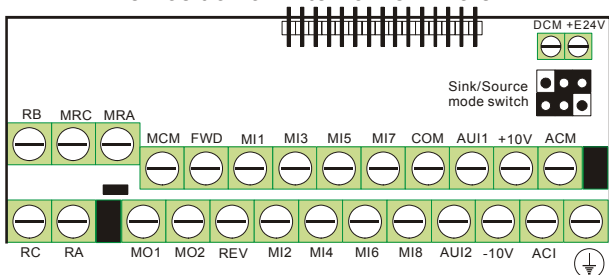 DCM +E24V
Sink/Source
mode switch
RB MRC MRA
MCM FWD MI1 MI3 MI5 MI7 COM AUI1 +10V ACM
RC RA MO1 MO2 REV MI2 MI4 MI6 MI8 AUI2 -10V ACI